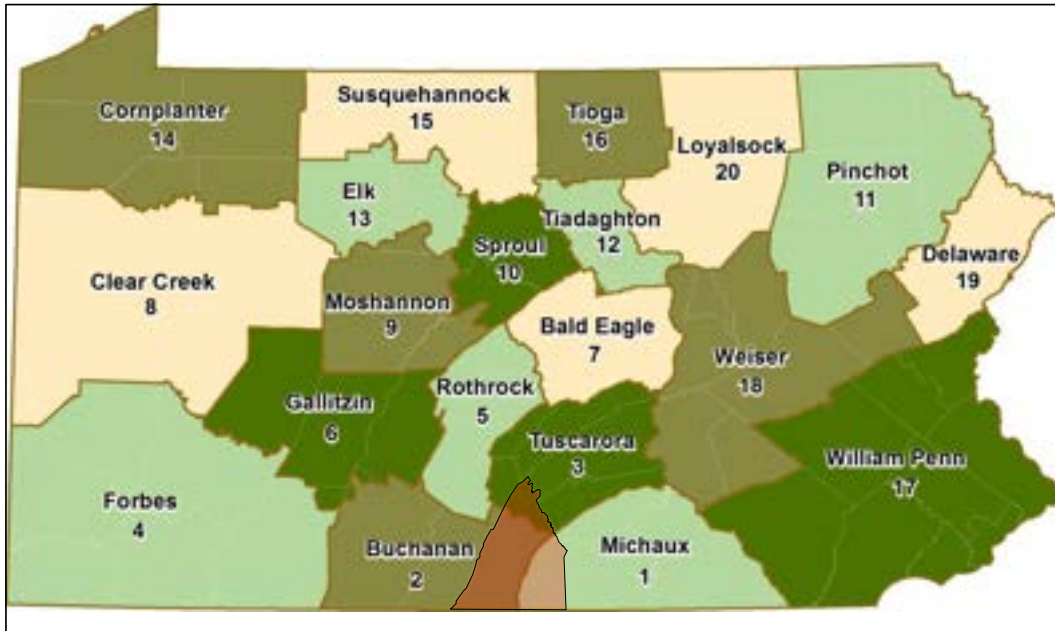 Cornplanter
14
Susquehannock
15
Tioga
16
Loyalsock
20
Pinchot
11
Elk
13
Tiadaghton
12
Sproul
10
Delaware
19
Clear Creek
8
Moshannon
9
Bald Eagle
7
Weiser
18
Rothrock
5
Gallitzin
6
Tuscarora
3
William Penn
17
Forbes
4
Buchanan
2
Michaux
1